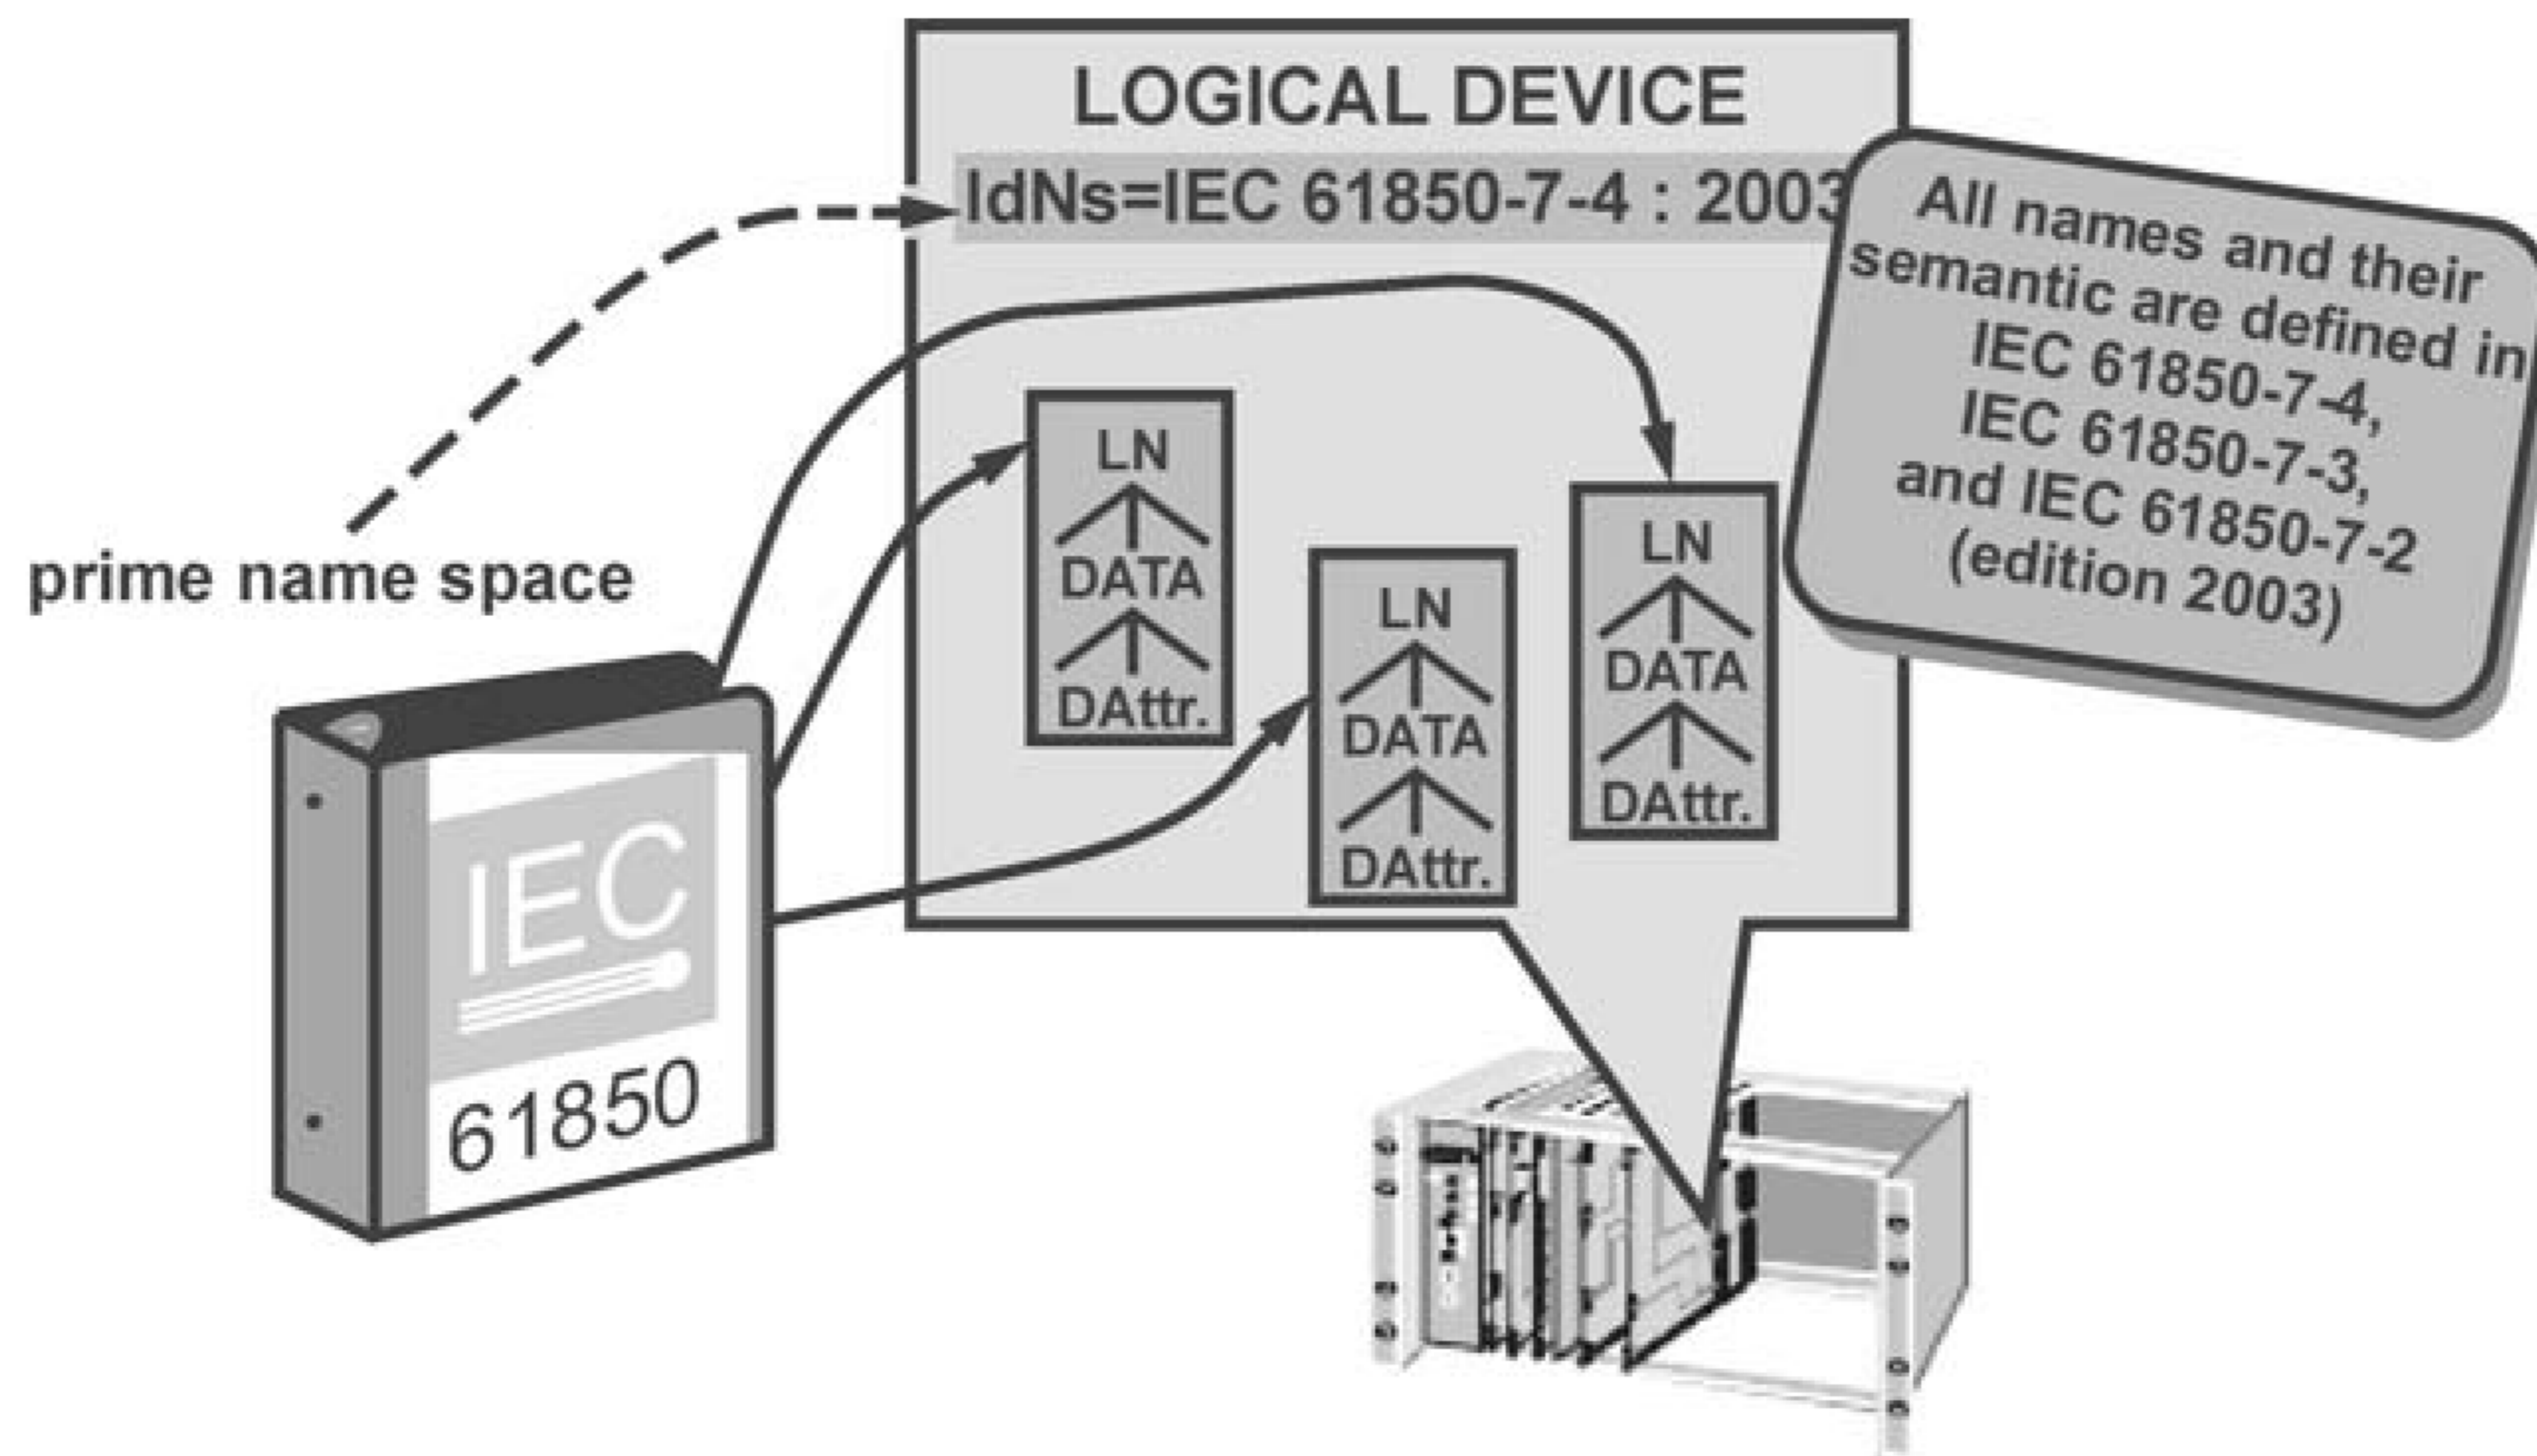 LOGICAL DEVICE
IdNs=IEC 61850-7-4 : 2003
All names and their
semantic are defined in
IEC 61850-7-4,
IEC 61850-7-3,
and IEC 61850-7-2
(edition 2003)
prime name space
LN
DATA
DAttr.
LN
DATA
DAttr.
LN
DATA
DAttr.
IEC
61850